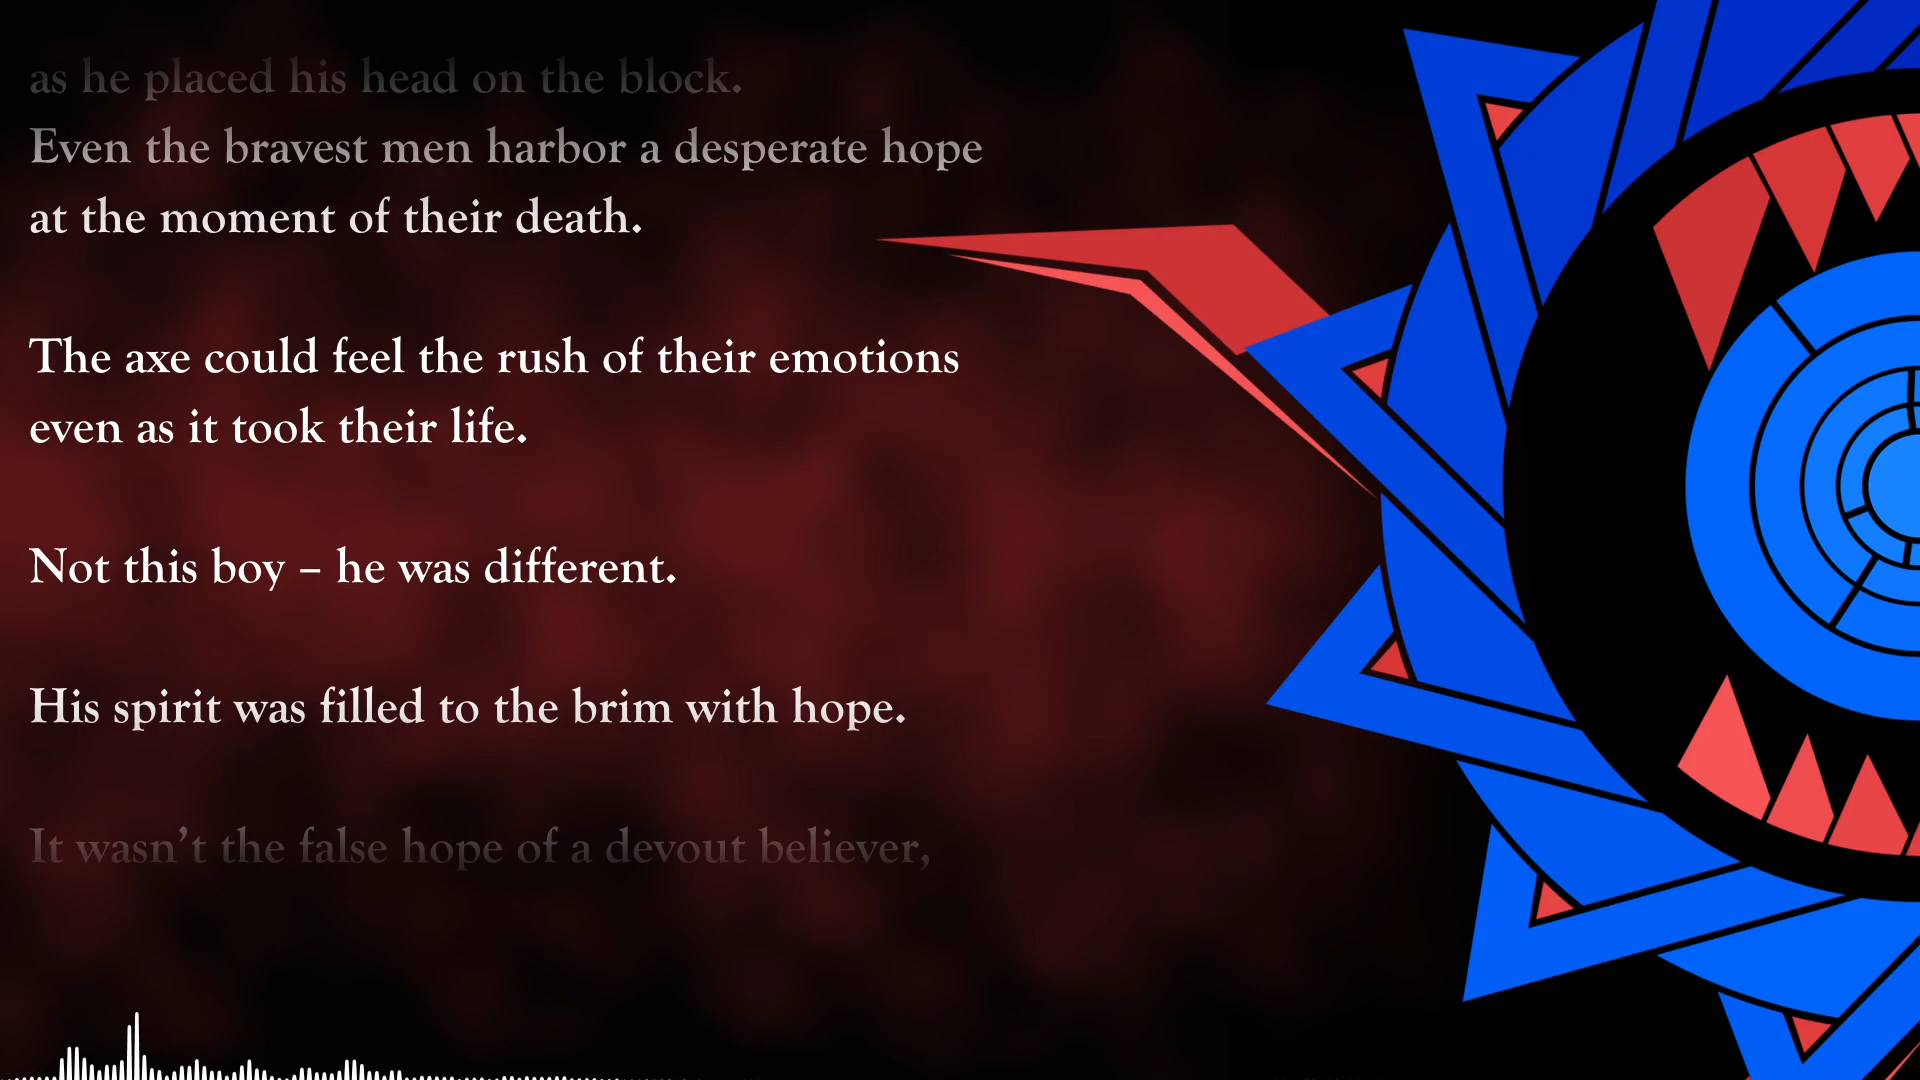 as he placed his head on the block.
Even the bravest men harbor a desperate hope
at the moment of their death.
The axe could feel the rush of their emotions
even as it took their life.
Not this boy – he was different.
His spirit was filled to the brim with hope.
It wasn’t the false hope of a devout believer,